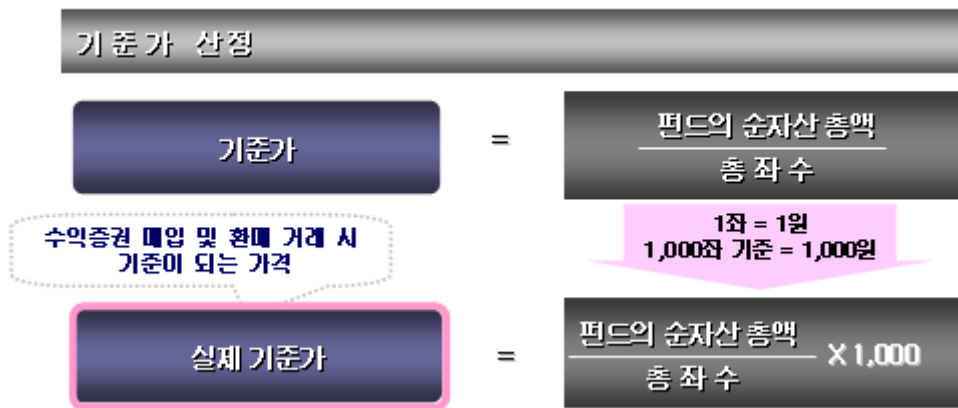 기준가 산정
기준가
=
펀드의 순자산 총액
총 좌 수
수익증권 매입 및 환매 거래 시
기준이 되는 가격
1좌 = 1원
1,000좌 기준 = 1,000원
실제 기준가
=
펀드의 순자산 총액
총 좌 수
X 1,000